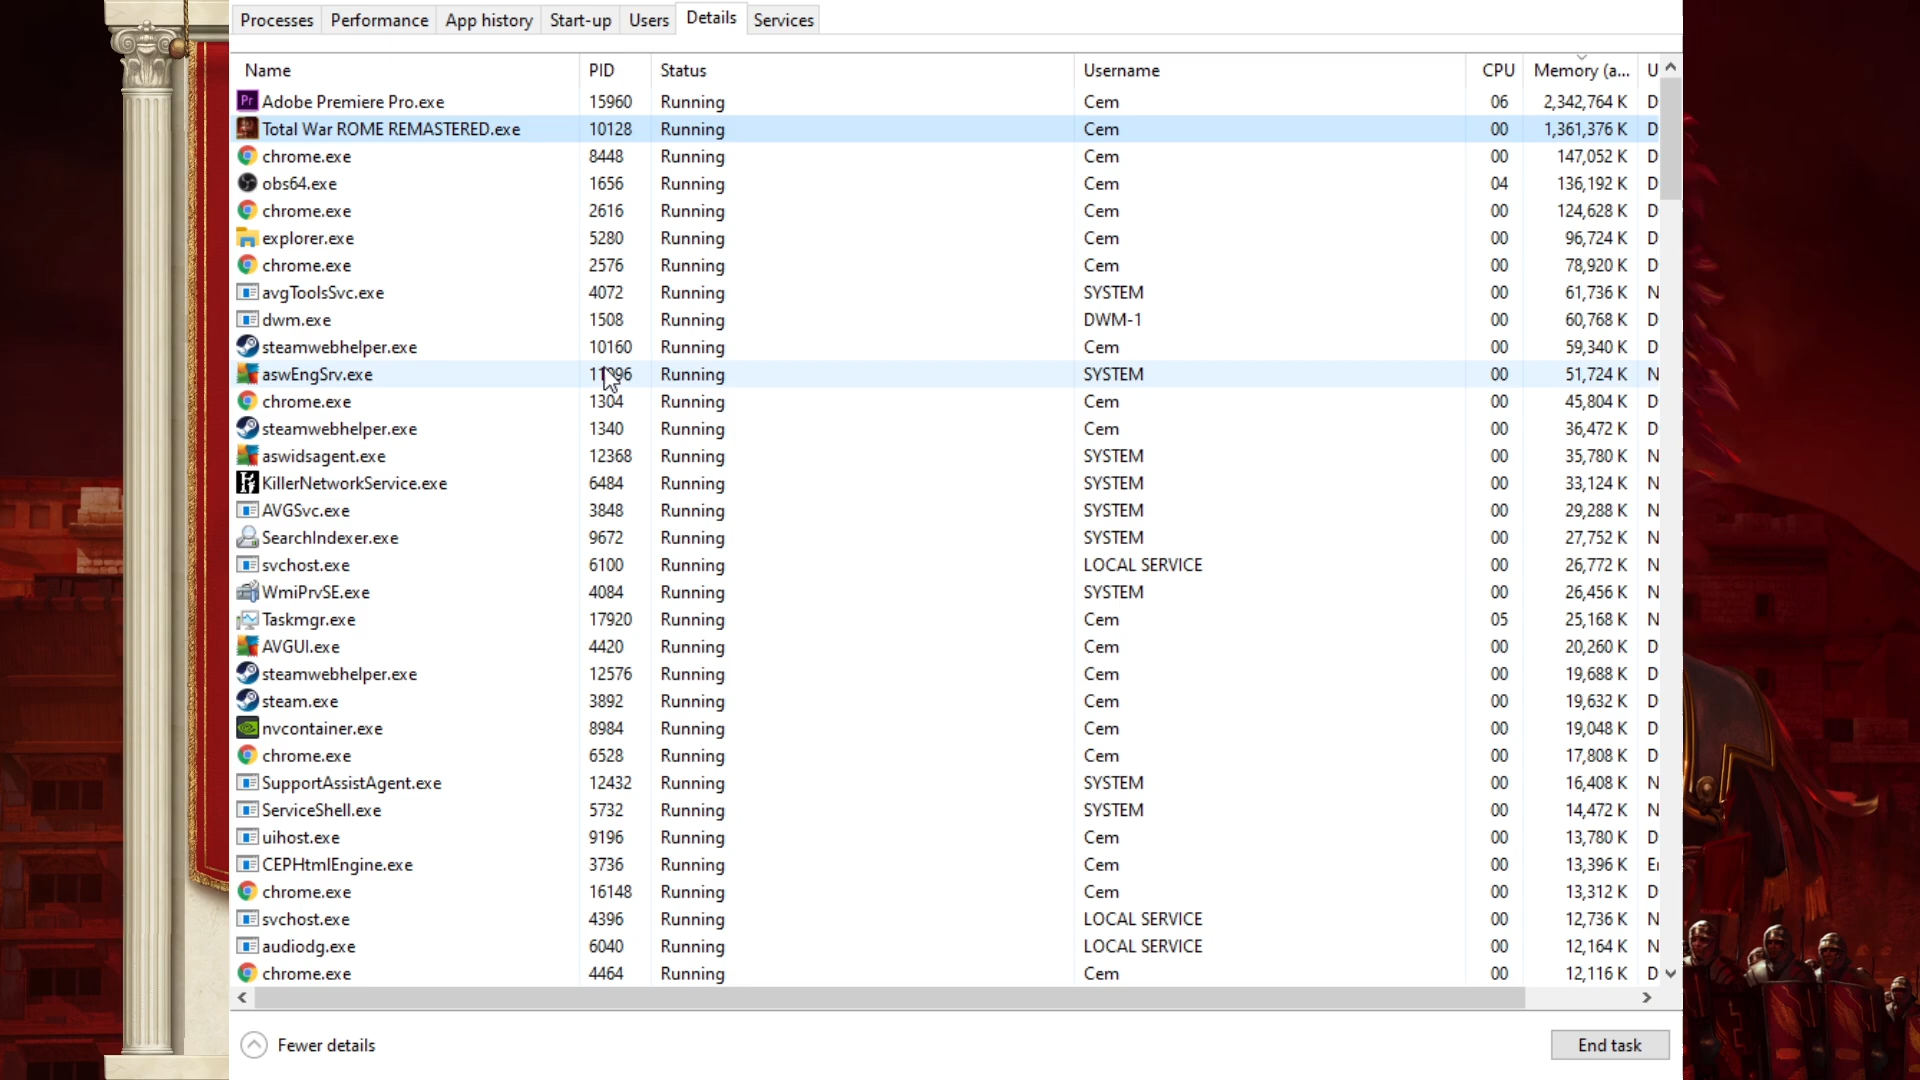 Processes Performance App history Start-up Users Details Services
Name PID Status Username CPU Memory (a... U
Adobe Premiere Pro.exe 15960 Running Cem 06 2,342,764 K D
Total War ROME REMASTERED.exe 10128 Running Cem 00 1,361,376 K D
chrome.exe 8448 Running Cem 00 147,052 K D
obs64.exe 1656 Running Cem 04 136,192 K D
chrome.exe 2616 Running Cem 00 124,628 K D
explorer.exe 5280 Running Cem 00 96,724 K D
chrome.exe 2576 Running Cem 00 78,920 K D
avgToolsSvc.exe 4072 Running SYSTEM 00 61,736 K N
dwm.exe 1508 Running DWM-1 00 60,768 K D
steamwebhelper.exe 10160 Running Cem 00 59,340 K D
aswEngSrv.exe Running SYSTEM 00 51,724 K N
chrome.exe 1304 Running Cem 00 45,804 K D
steamwebhelper.exe 1340 Running Cem 00 36,472 K D
aswidsagent.exe 12368 Running SYSTEM 00 35,780 K N
KillerNetworkService.exe 6484 Running SYSTEM 00 33,124 K N
AVGSvc.exe 3848 Running SYSTEM 00 29,288 K N
SearchIndexer.exe 9672 Running SYSTEM 00 27,752 K N
svchost.exe 6100 Running LOCAL SERVICE 00 26,772 K N
WmiPrvSE.exe 4084 Running SYSTEM 00 26,456 K N
Taskmgr.exe 17920 Running Cem 05 25,168 K N
AVGUI.exe 4420 Running Cem 00 20,260 K D
steamwebhelper.exe 12576 Running Cem 00 19,688 K D
steam.exe 3892 Running Cem 00 19,632 K D
nvcontainer.exe 8984 Running Cem 00 19,048 K D
chrome.exe 6528 Running Cem 00 17,808 K D
SupportAssistAgent.exe 12432 Running SYSTEM 00 16,408 K N
ServiceShell.exe 5732 Running SYSTEM 00 14,472 K N
uihost.exe 9196 Running Cem 00 13,780 K D
CEPHtmlEngine.exe 3736 Running Cem 00 13,396 K E
chrome.exe 16148 Running Cem 00 13,312 K D
svchost.exe 4396 Running LOCAL SERVICE 00 12,736 K N
audiodg.exe 6040 Running LOCAL SERVICE 00 12,164 K N
chrome.exe 4464 Running Cem 00 12,116 K D
Fewer details End task